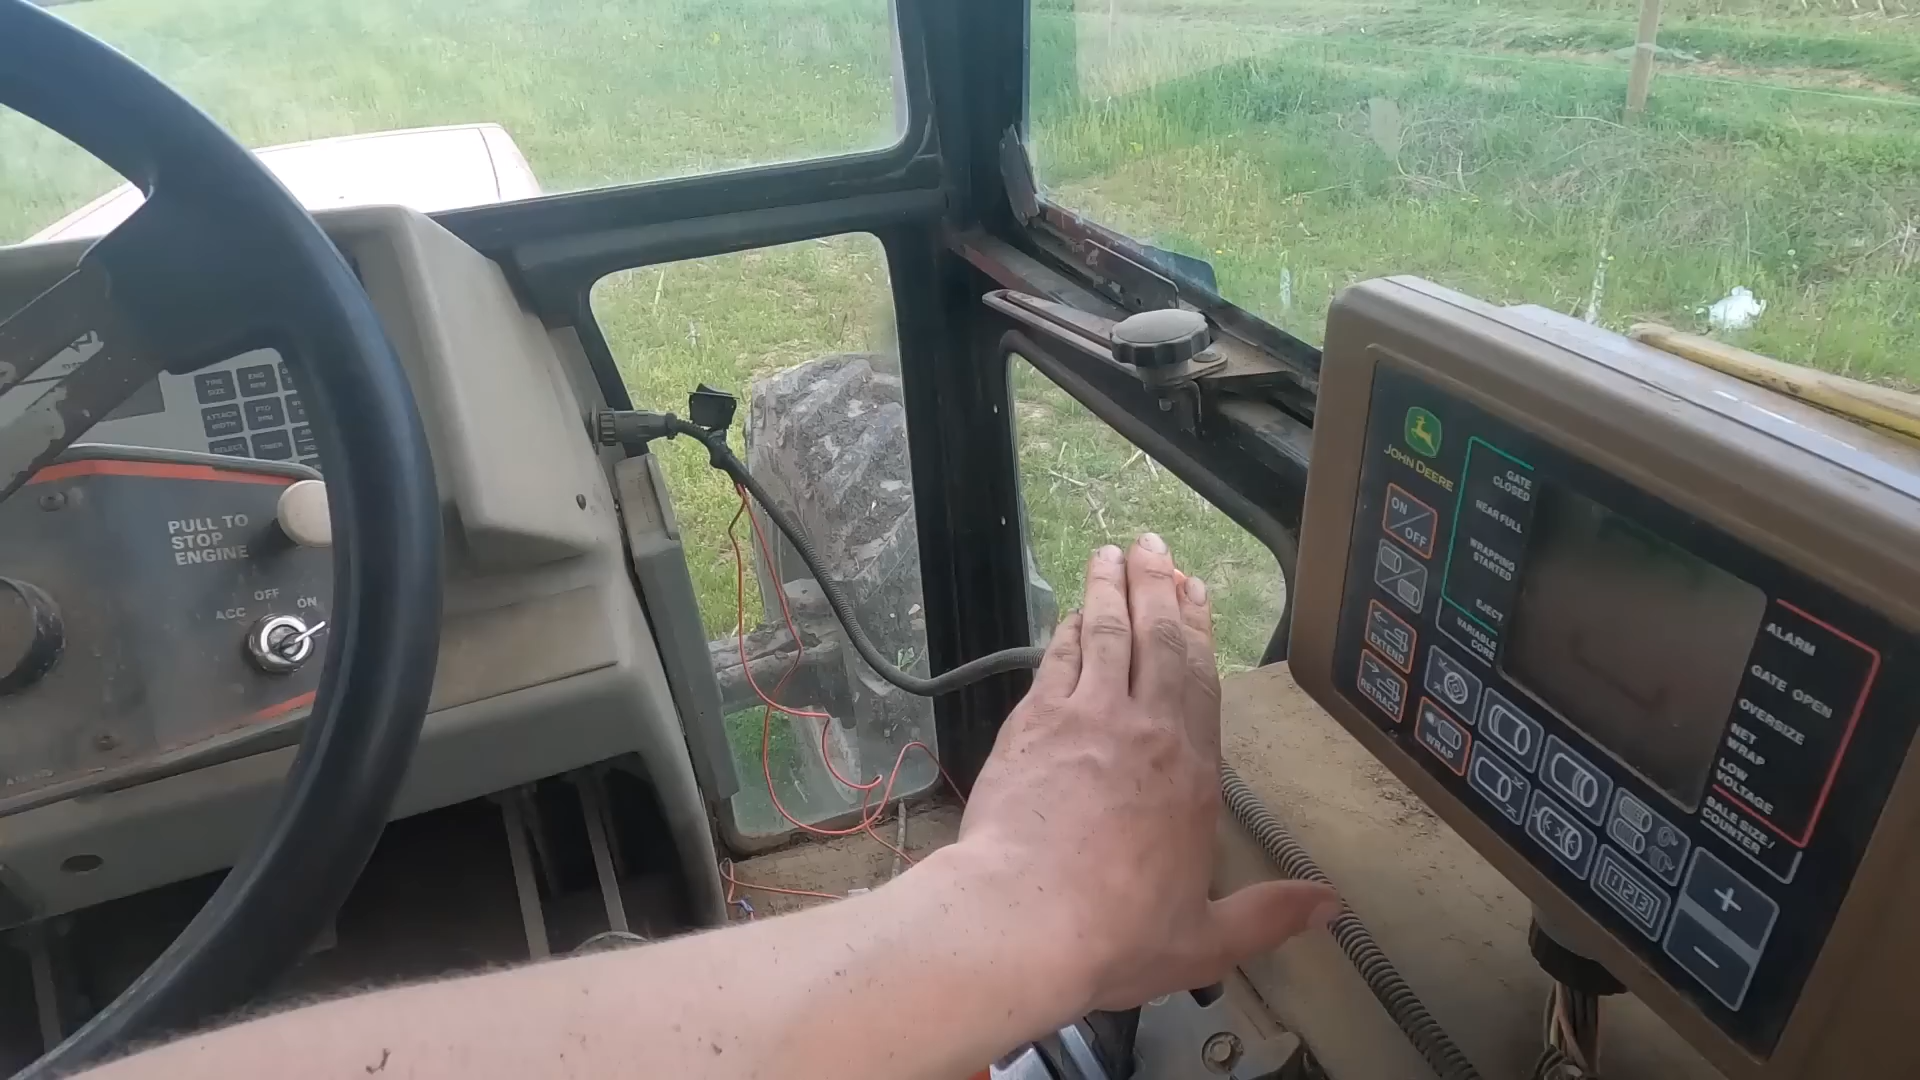 TIRE
SIZE
ENG
RPM
ATTACH
WIDTH
PTO
RPM
SELECT
TIMER
PULL TO
STOP
ENGINE
ACC
OFF
ON
JOHN DEERE
ON
OFF
EXTEND
RETRACT
WRAP
GATE
CLOSED
NEAR FULL
WRAPPING
STARTED
EJECT
VARIABLE
CORE
ALARM
GATE OPEN
OVERSIZE
NET
WRAP
LOW
VOLTAGE
BALE SIZE/
COUNTER
123
+
−